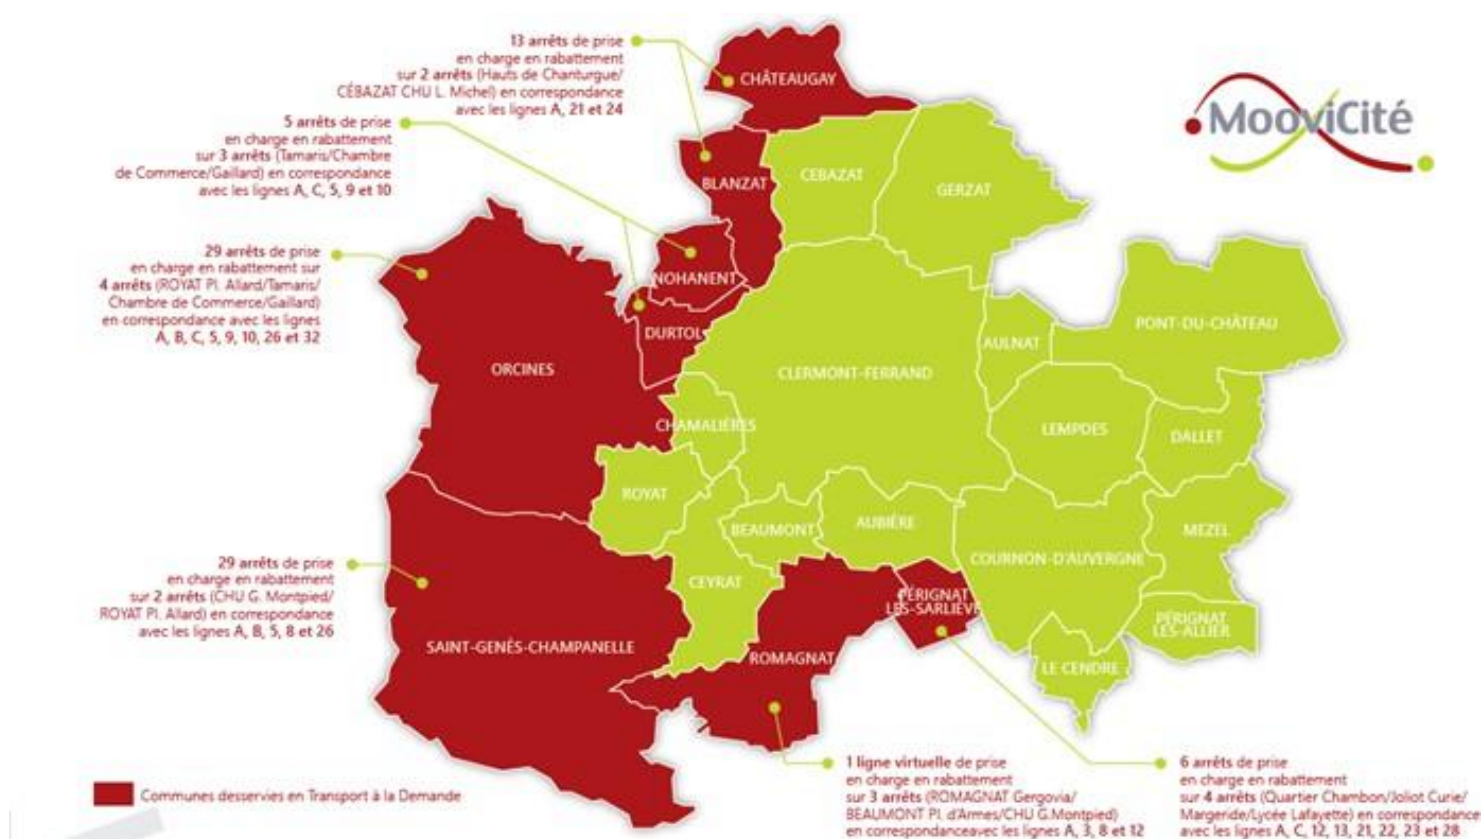 13 arrêts de prise
en charge en rabattement
sur 2 arrêts (Hauts de Chanturgue/
CÉBAZAT CHU L. Michel) en correspondance
avec les lignes A, 21 et 24
5 arrêts de prise
en charge en rabattement
sur 3 arrêts (Tamaris/Chambre
de Commerce/Gaillard) en correspondance
avec les lignes A, C, 5, 9 et 10
29 arrêts de prise
en charge en rabattement sur
4 arrêts (ROYAT Pl. Allard/Tamaris/
Chambre de Commerce/Gaillard)
en correspondance avec les lignes
A, B, C, 5, 9, 10, 26 et 32
29 arrêts de prise
en charge en rabattement
sur 2 arrêts (CHU G. Montpied/
ROYAT Pl. Allard) en correspondance
avec les lignes A, B, 5, 8 et 26
MooviCité
CHÂTEAUGAY
BLANZAT
CÉBAZAT
GERZAT
NOHANENT
DURTOL
PONT-DU-CHÂTEAU
AULNAT
ORCINES
CLERMONT-FERRAND
CHAMALIÈRES
LEMPDES
DALLET
ROYAT
BEAUMONT
AUBIÈRE
MEZEL
COURNON-D'AUVERGNE
CEYRAT
PÉRIGNAT
LES-SARLIÈVE
PÉRIGNAT
LES-ALLIER
SAINT-GENÈS-CHAMPANELLE
ROMAGNAT
LE CENDRE
1 ligne virtuelle de prise
en charge en rabattement
sur 3 arrêts (ROMAGNAT Gergovia/
BEAUMONT Pl. d'Armes/CHU G.Montpied)
en correspondanceavec les lignes A, 3, 8 et 12
6 arrêts de prise
en charge en rabattement
sur 4 arrêts (Quartier Chambon/Joliot Curie/
Margeride/Lycée Lafayette) en correspondance
avec les lignes A, C, 12, 13, 21, 22, 23 et 28
Communes desservies en Transport à la Demande